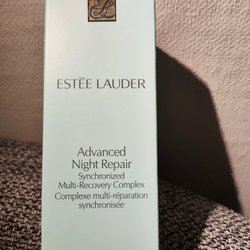 ESTĒE LAUDER
Advanced
Night Repair
Synchronized
Multi-Recovery Complex
Complexe multi-réparation
synchronisée